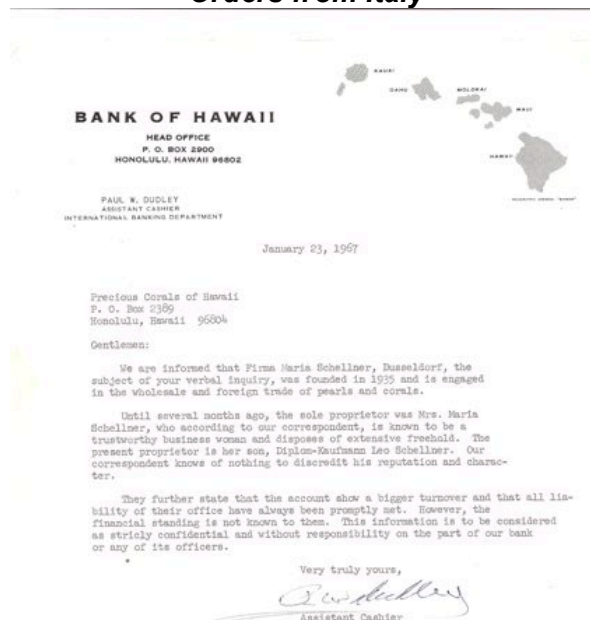 Orders from Italy
KAUAI
OAHU
MOLOKAI
MAUI
HAWAII
BANK OF HAWAII
HEAD OFFICE
P. O. BOX 2900
HONOLULU, HAWAII 96802
PAUL W. DUDLEY
ASSISTANT CASHIER
INTERNATIONAL BANKING DEPARTMENT
January 23, 1967
Precious Corals of Hawaii
P. O. Box 2389
Honolulu, Hawaii 96804
Gentlemen:
We are informed that Firma Maria Schellner, Dusseldorf, the
subject of your verbal inquiry, was founded in 1935 and is engaged
in the wholesale and foreign trade of pearls and corals.
Until several months ago, the sole proprietor was Mrs. Maria
Schellner, who according to our correspondent, is known to be a
trustworthy business woman and disposes of extensive freehold. The
present proprietor is her son, Diplom-Kaufmann Leo Schellner. Our
correspondent knows of nothing to discredit his reputation and charac-
ter.
They further state that the account show a bigger turnover and that all lia-
bility of their office have always been promptly met. However, the
financial standing is not known to them. This information is to be considered
as stricly confidential and without responsibility on the part of our bank
or any of its officers.
Very truly yours,
Assistant Cashier